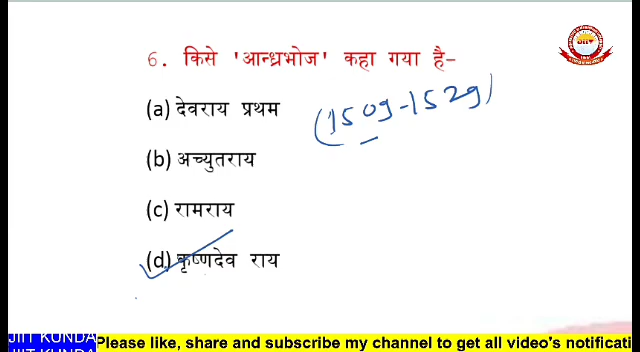 6. किसे 'आन्ध्रभोज' कहा गया है-
(a) देवराय प्रथम
(1509-1529)
(b) अच्युतराय
(c) रामराय
(d) कृष्णदेव राय
JIIT KUNDA
Please like, share and subscribe my channel to get all video's notificati